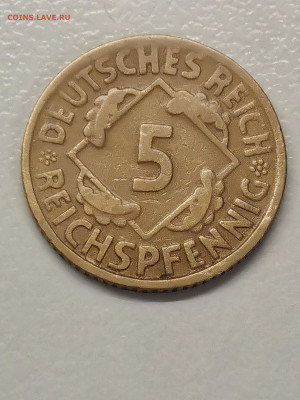 COINS.LAVE.RU
DEUTSCHES REICH
5
REICHSPFENNIG